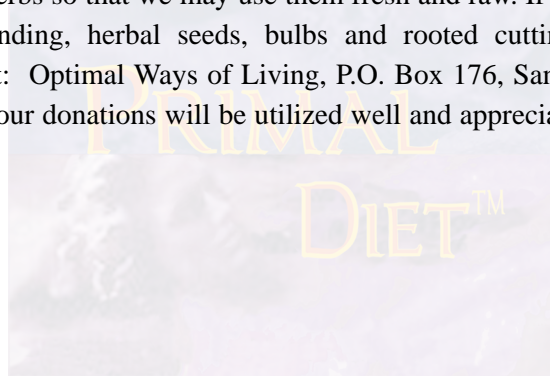 erbs so that we may use them fresh and raw. If
nding, herbal seeds, bulbs and rooted cuttin
t: Optimal Ways of Living, P.O. Box 176, San
our donations will be utilized well and apprecia
PRIMAL
DIET™